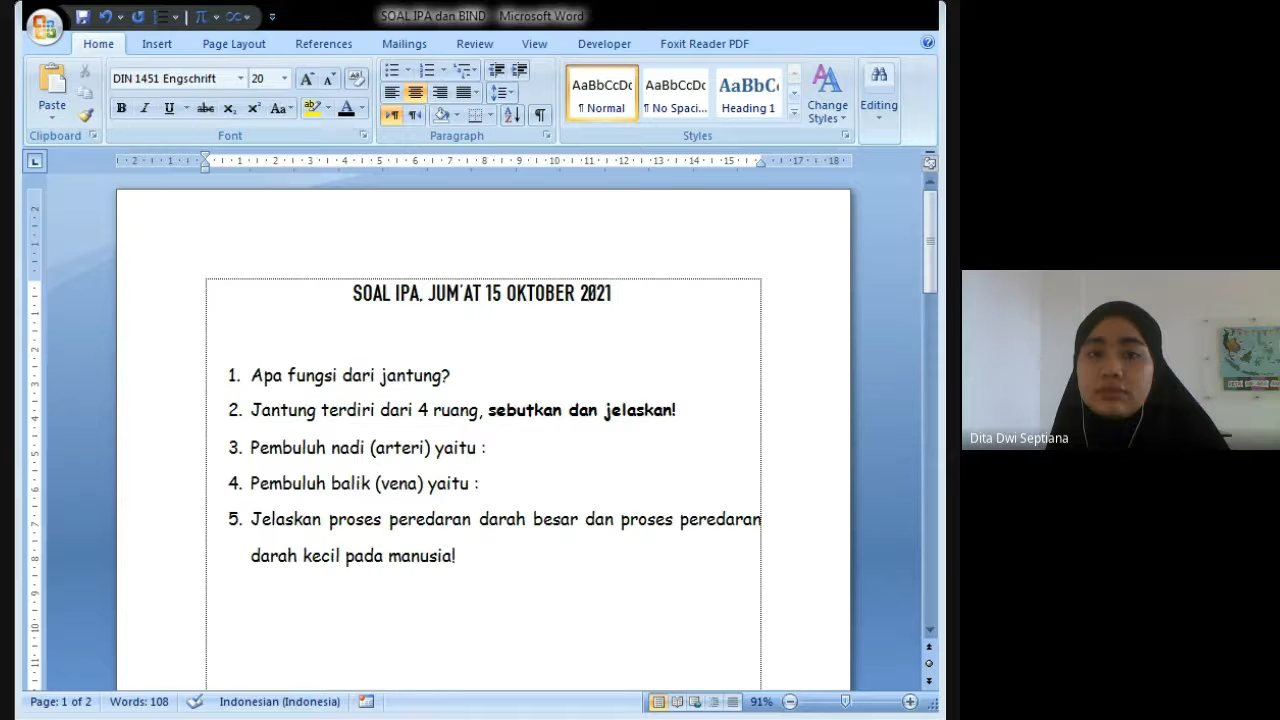 SOAL IPA dan BIND - Microsoft Word
Home Insert Page Layout References Mailings Review View Developer Foxit Reader PDF
DIN 1451 Engschrift 20
AaBbCcDc AaBbCcDc AaBbC
Paste Normal No Spaci... Heading 1 Change Styles Editing
Clipboard Font Paragraph Styles
SOAL IPA, JUM'AT 15 OKTOBER 2021
1. Apa fungsi dari jantung?
2. Jantung terdiri dari 4 ruang, sebutkan dan jelaskan!
3. Pembuluh nadi (arteri) yaitu :
4. Pembuluh balik (vena) yaitu :
5. Jelaskan proses peredaran darah besar dan proses peredaran
darah kecil pada manusia!
Dita Dwi Septiana
Page: 1 of 2 Words: 108 Indonesian (Indonesia) 91%